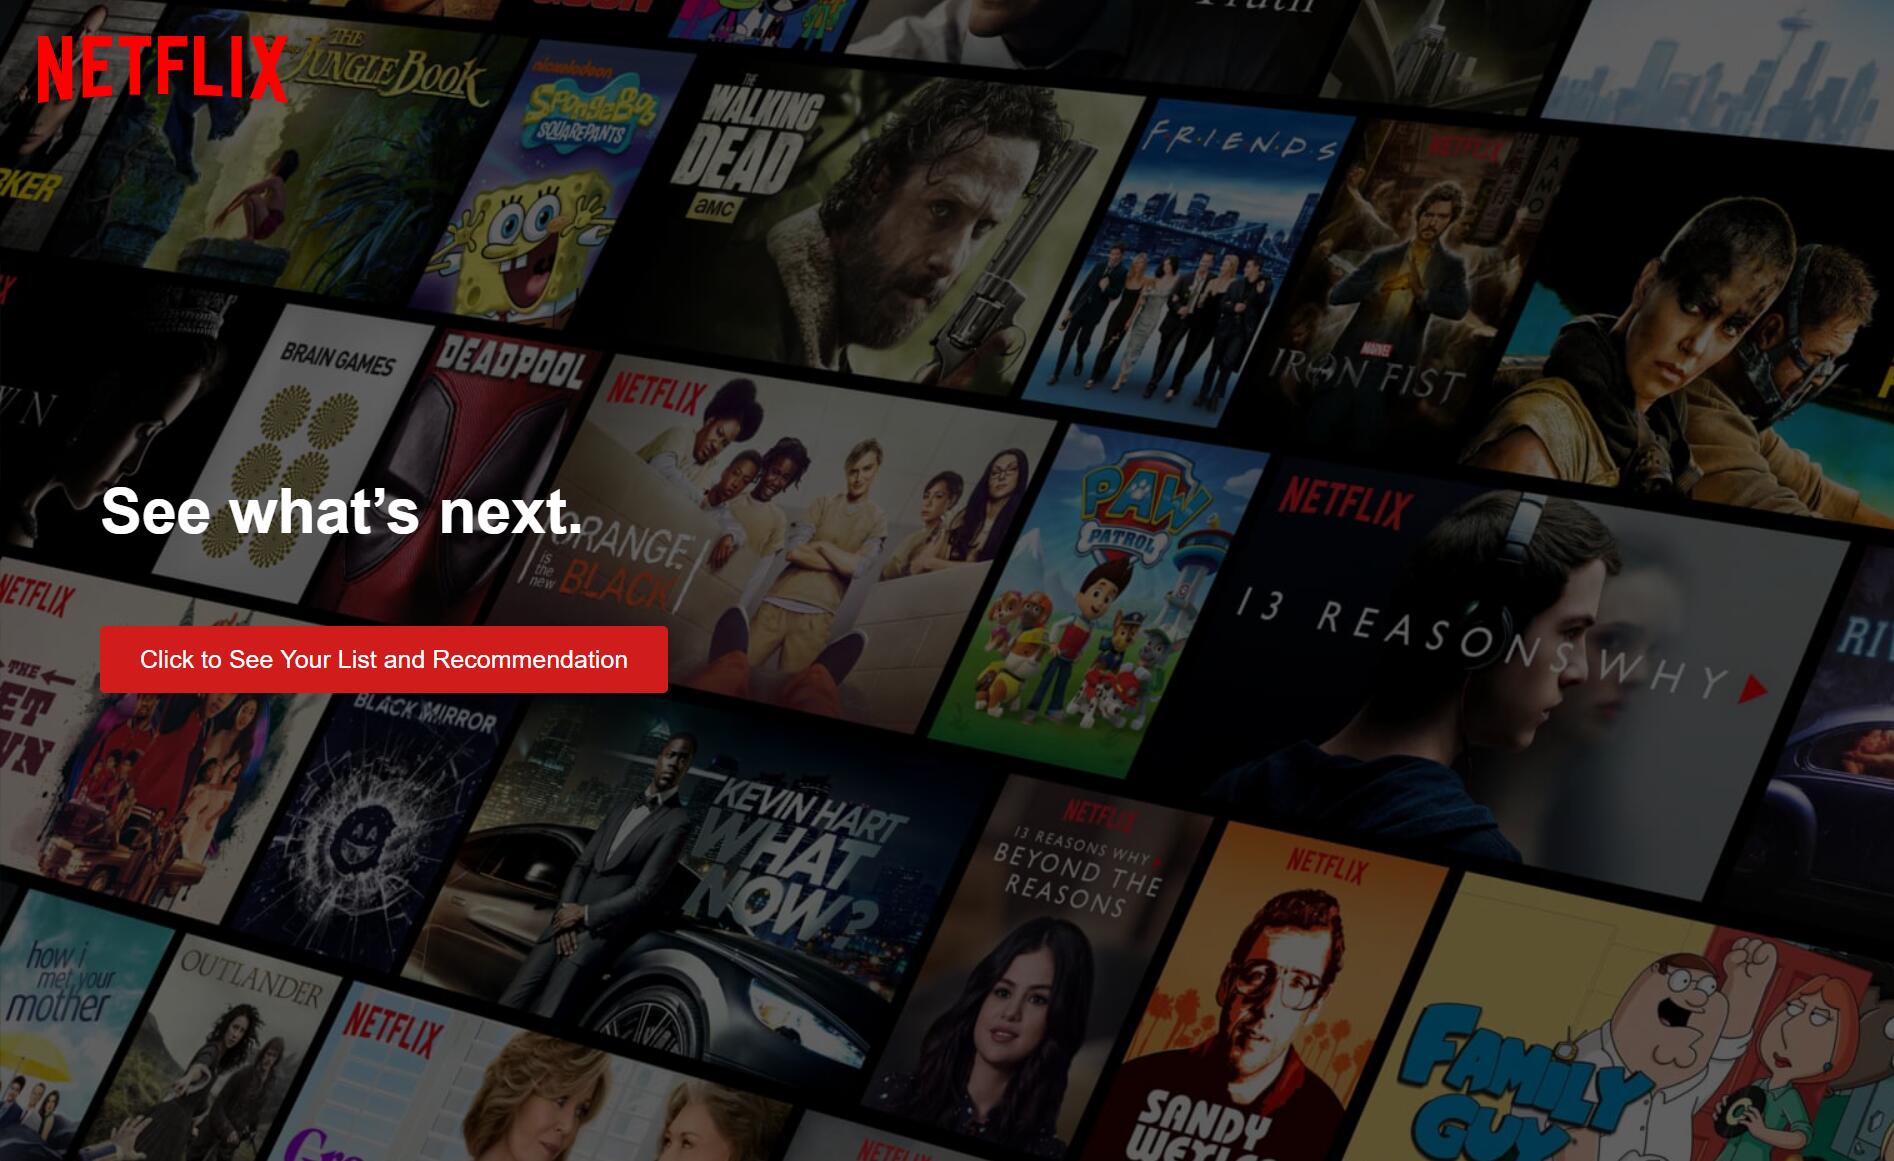 NETFLIX
THE
JUNGLE BOOK
nickelodeon
SPONGEBOB
SQUAREPANTS
THE
WALKING
DEAD
aMC
F·R·I·E·N·D·S
NETFLIX
MARVEL
IRON FIST
BRAIN GAMES
DEADPOOL
NETFLIX
ORANGE
is
the
new
BLACK
PAW
PATROL
NETFLIX
13 REASONS WHY
See what’s next.
Click to See Your List and Recommendation
NETFLIX
THE
BLACK MIRROR
KEVIN HART
WHAT
NOW?
NETFLIX
13 REASONS WHY
BEYOND THE
REASONS
NETFLIX
SANDY
WEXLER
how i
met your
mother
OUTLANDER
NETFLIX
FAMILY
GUY
NETFLIX